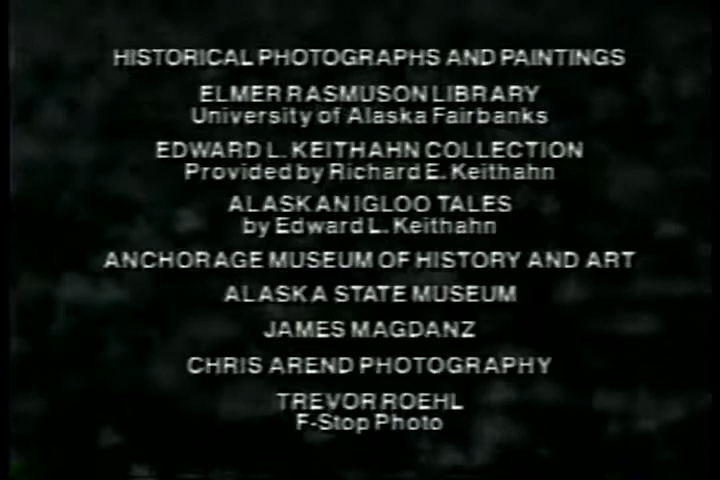 HISTORICAL PHOTOGRAPHS AND PAINTINGS
ELMER RASMUSON LIBRARY
University of Alaska Fairbanks
EDWARD L. KEITHAHN COLLECTION
Provided by Richard E. Keithahn
ALASKAN IGLOO TALES
by Edward L. Keithahn
ANCHORAGE MUSEUM OF HISTORY AND ART
ALASKA STATE MUSEUM
JAMES MAGDANZ
CHRIS AREND PHOTOGRAPHY
TREVOR ROEHL
F-Stop Photo